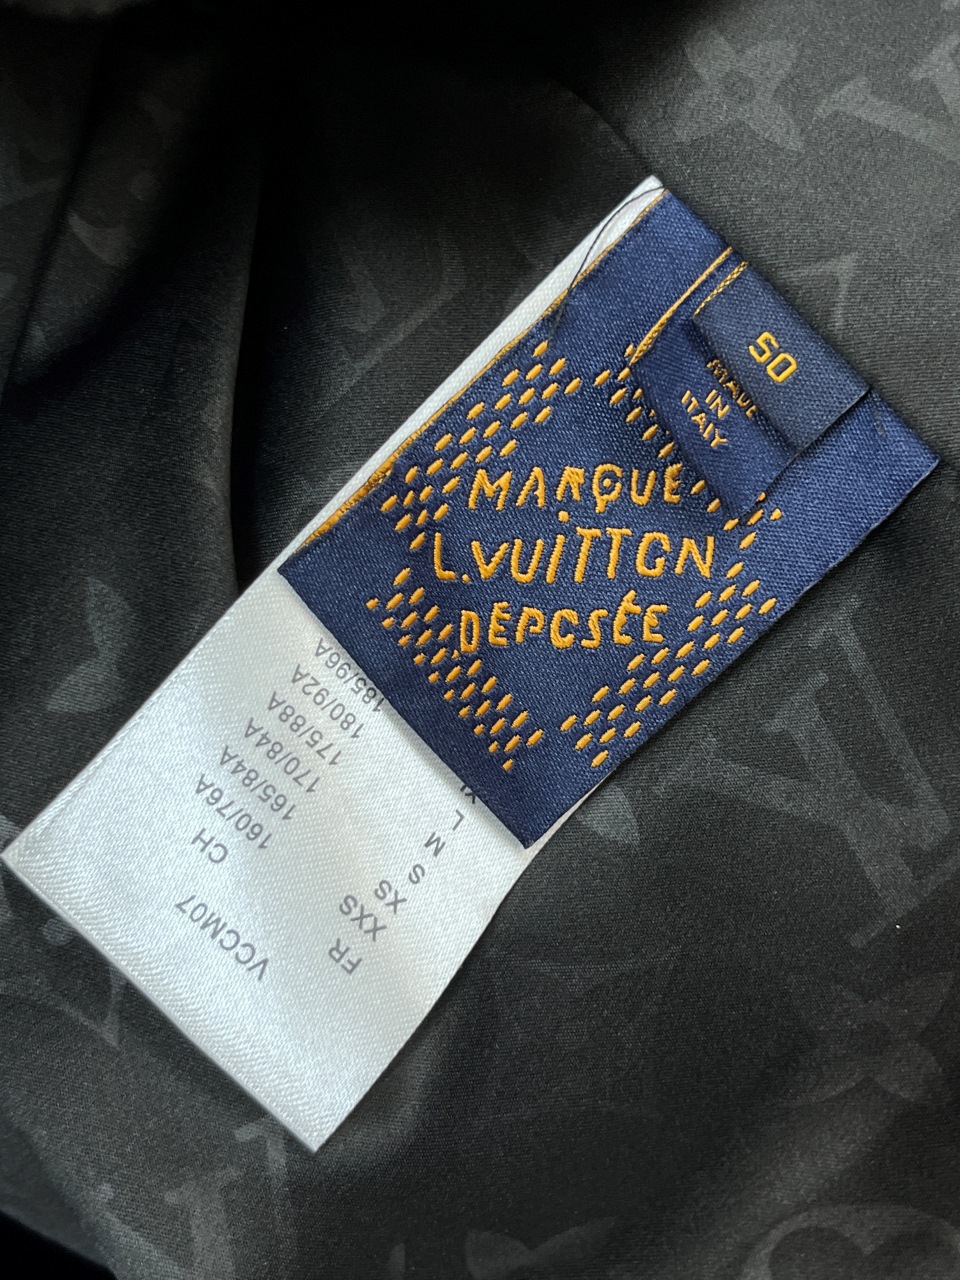 50
MADE
IN
ITALY
MARQUE
L.VUITTON
DEPOSÉE
VCCM07
FR CH
XXS 160/76A
XS 165/84A
S 170/84A
M 175/88A
L 180/92A
XL 185/96A